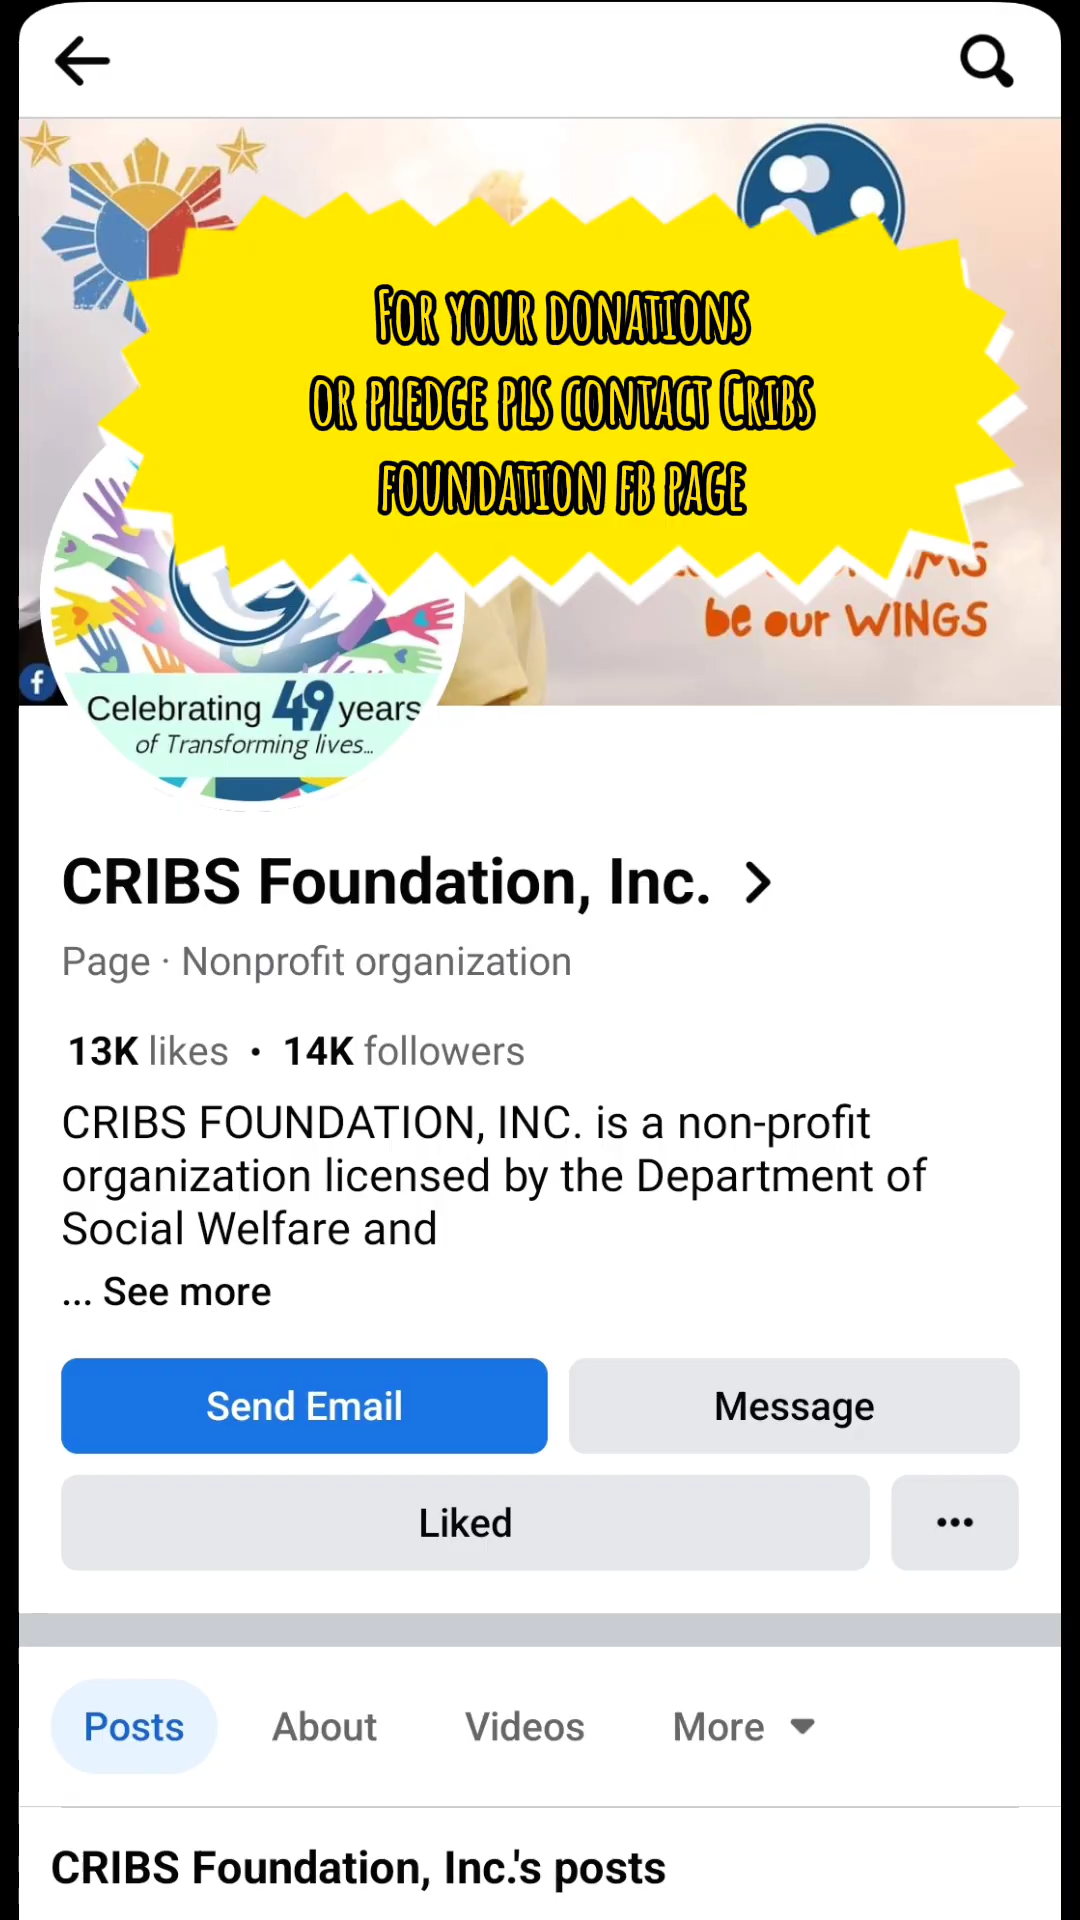 For your donations
or pledge pls contact Cribs
foundation fb page
be our WINGS
Celebrating 49 years
of Transforming lives...
CRIBS Foundation, Inc.
Page · Nonprofit organization
13K likes • 14K followers
CRIBS FOUNDATION, INC. is a non-profit
organization licensed by the Department of
Social Welfare and
... See more
Send Email
Message
Liked
Posts
About
Videos
More
CRIBS Foundation, Inc.'s posts